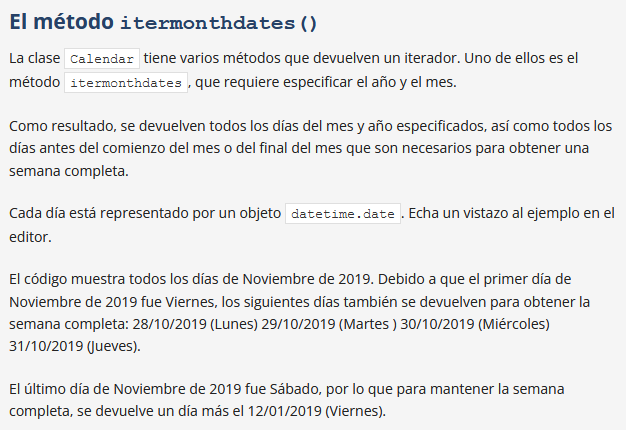 El método itermonthdates()
La clase Calendar tiene varios métodos que devuelven un iterador. Uno de ellos es el
método itermonthdates, que requiere especificar el año y el mes.
Como resultado, se devuelven todos los días del mes y año especificados, así como todos los
días antes del comienzo del mes o del final del mes que son necesarios para obtener una
semana completa.
Cada día está representado por un objeto datetime.date. Echa un vistazo al ejemplo en el
editor.
El código muestra todos los días de Noviembre de 2019. Debido a que el primer día de
Noviembre de 2019 fue Viernes, los siguientes días también se devuelven para obtener la
semana completa: 28/10/2019 (Lunes) 29/10/2019 (Martes ) 30/10/2019 (Miércoles)
31/10/2019 (Jueves).
El último día de Noviembre de 2019 fue Sábado, por lo que para mantener la semana
completa, se devuelve un día más el 12/01/2019 (Viernes).